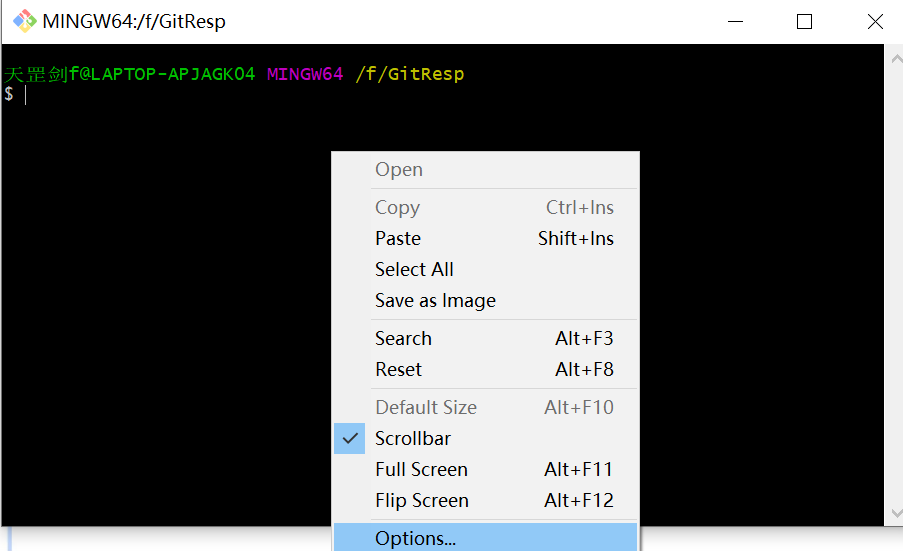 MINGW64:/f/GitResp
天罡剑f@LAPTOP-APJAGK04 MINGW64 /f/GitResp
$
Open
Copy Ctrl+Ins
Paste Shift+Ins
Select All
Save as Image
Search Alt+F3
Reset Alt+F8
Default Size Alt+F10
Scrollbar
Full Screen Alt+F11
Flip Screen Alt+F12
Options...